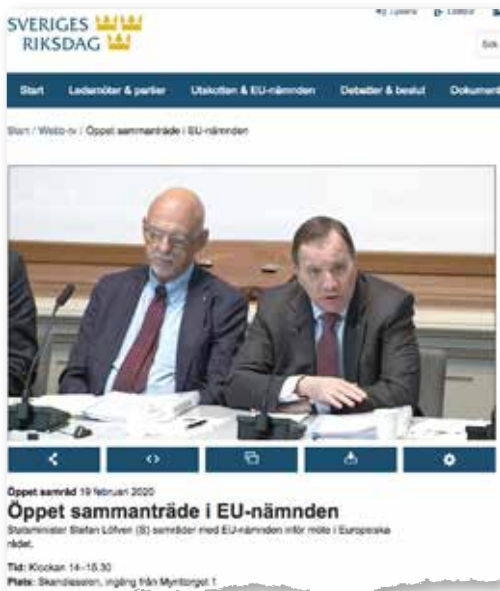 SVERIGES
RIKSDAG
Sök
Start Ledamöter & partier Utskotten & EU-nämnden Debatter & beslut Dokument
Start / Webb-tv / Öppet sammanträde i EU-nämnden
Öppet samråd 19 februari 2020
Öppet sammanträde i EU-nämnden
Statsminister Stefan Löfven (S) samråder med EU-nämnden inför möte i Europeiska
rådet.
Tid: Klockan 14–15.30
Plats: Skandiasalen, ingång från Mynttorget 1